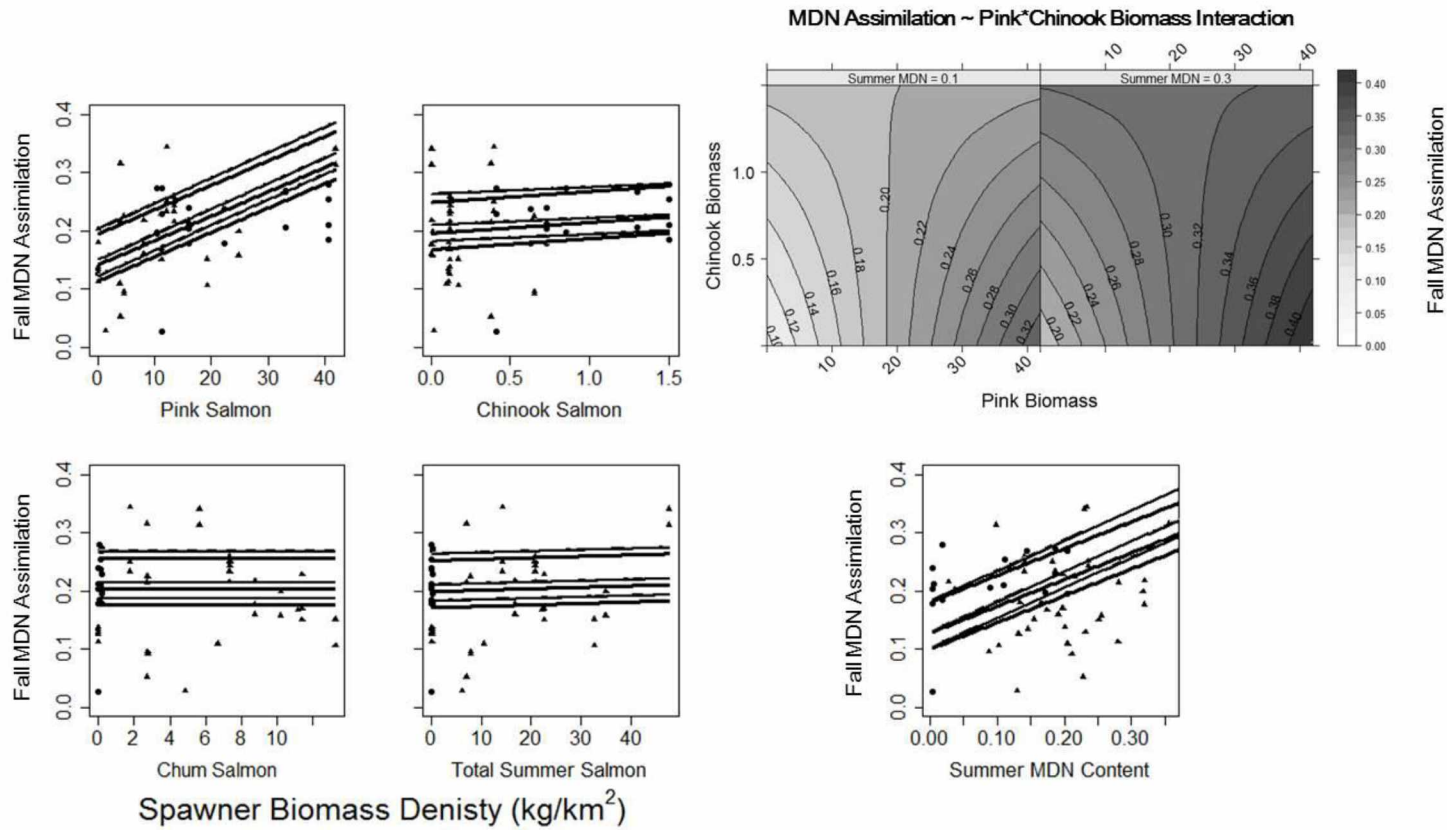 MDN Assimilation ~ Pink*Chinook Biomass Interaction
10 20 30 40
Summer MDN = 0.1 Summer MDN = 0.3
Fall MDN Assimilation
0.0 0.1 0.2 0.3 0.4
0 10 20 30 40
Pink Salmon
0.0 0.5 1.0 1.5
Chinook Salmon
Chinook Biomass
0.5 1.0
0.10 0.12 0.14 0.16 0.18 0.20 0.22 0.24 0.26 0.28 0.30 0.32
0.20 0.22 0.24 0.26 0.28 0.30 0.32 0.34 0.36 0.38 0.40
10 20 30 40
Pink Biomass
0.40
0.35
0.30
0.25
0.20
0.15
0.10
0.05
0.00
Fall MDN Assimilation
Fall MDN Assimilation
0.0 0.1 0.2 0.3 0.4
0 2 4 6 8 10
Chum Salmon
0 10 20 30 40
Total Summer Salmon
Fall MDN Assimilation
0.0 0.1 0.2 0.3 0.4
0.00 0.10 0.20 0.30
Summer MDN Content
Spawner Biomass Denisty (kg/km²)